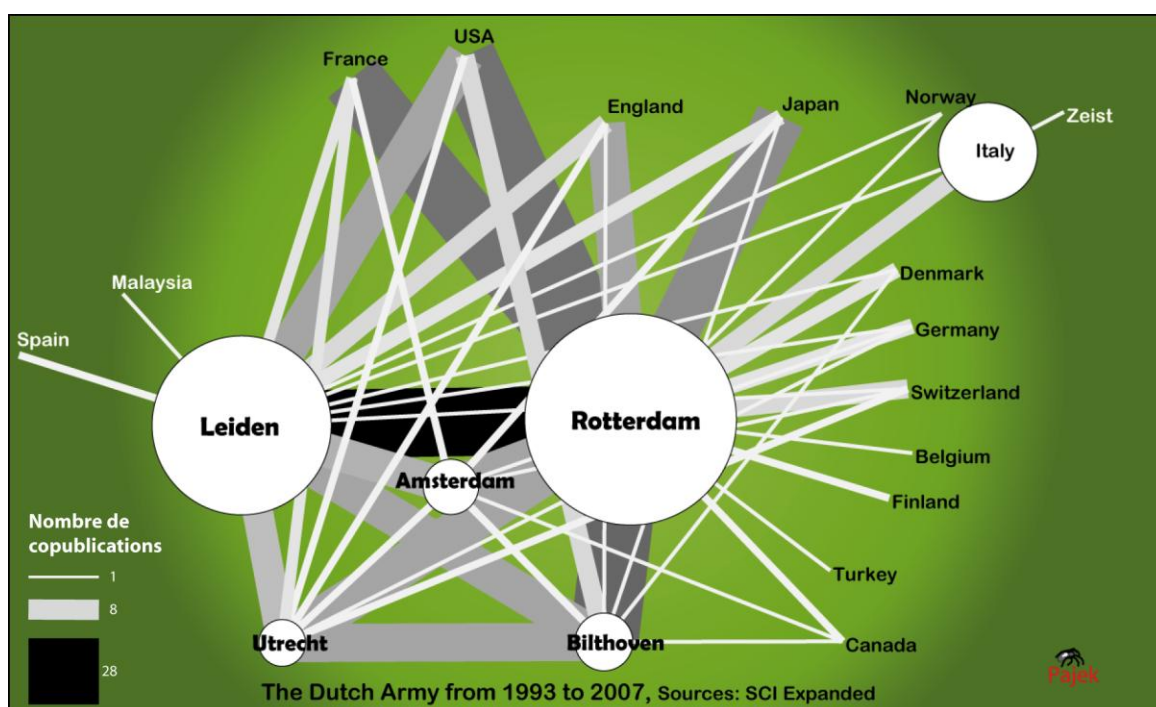 USA
France
England
Japan
Norway
Zeist
Italy
Malaysia
Denmark
Spain
Germany
Switzerland
Leiden
Rotterdam
Belgium
Amsterdam
Finland
Nombre de
copublications
1
8
28
Turkey
Utrecht
Bilthoven
Canada
Pajek
The Dutch Army from 1993 to 2007, Sources: SCI Expanded